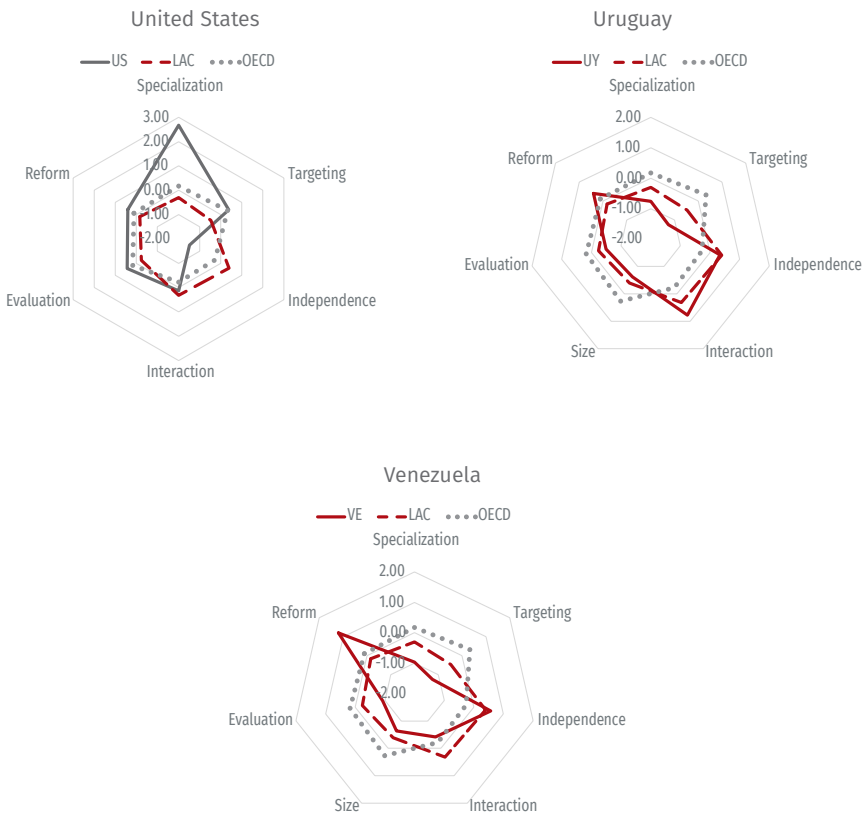 United States
US LAC OECD
Specialization
3.00
2.00
1.00
0.00
-1.00
-2.00
Targeting
Independence
Interaction
Evaluation
Reform
Uruguay
UY LAC OECD
Specialization
2.00
1.00
0.00
-1.00
-2.00
Targeting
Independence
Interaction
Size
Evaluation
Reform
Venezuela
VE LAC OECD
Specialization
2.00
1.00
0.00
-1.00
-2.00
Targeting
Independence
Interaction
Size
Evaluation
Reform